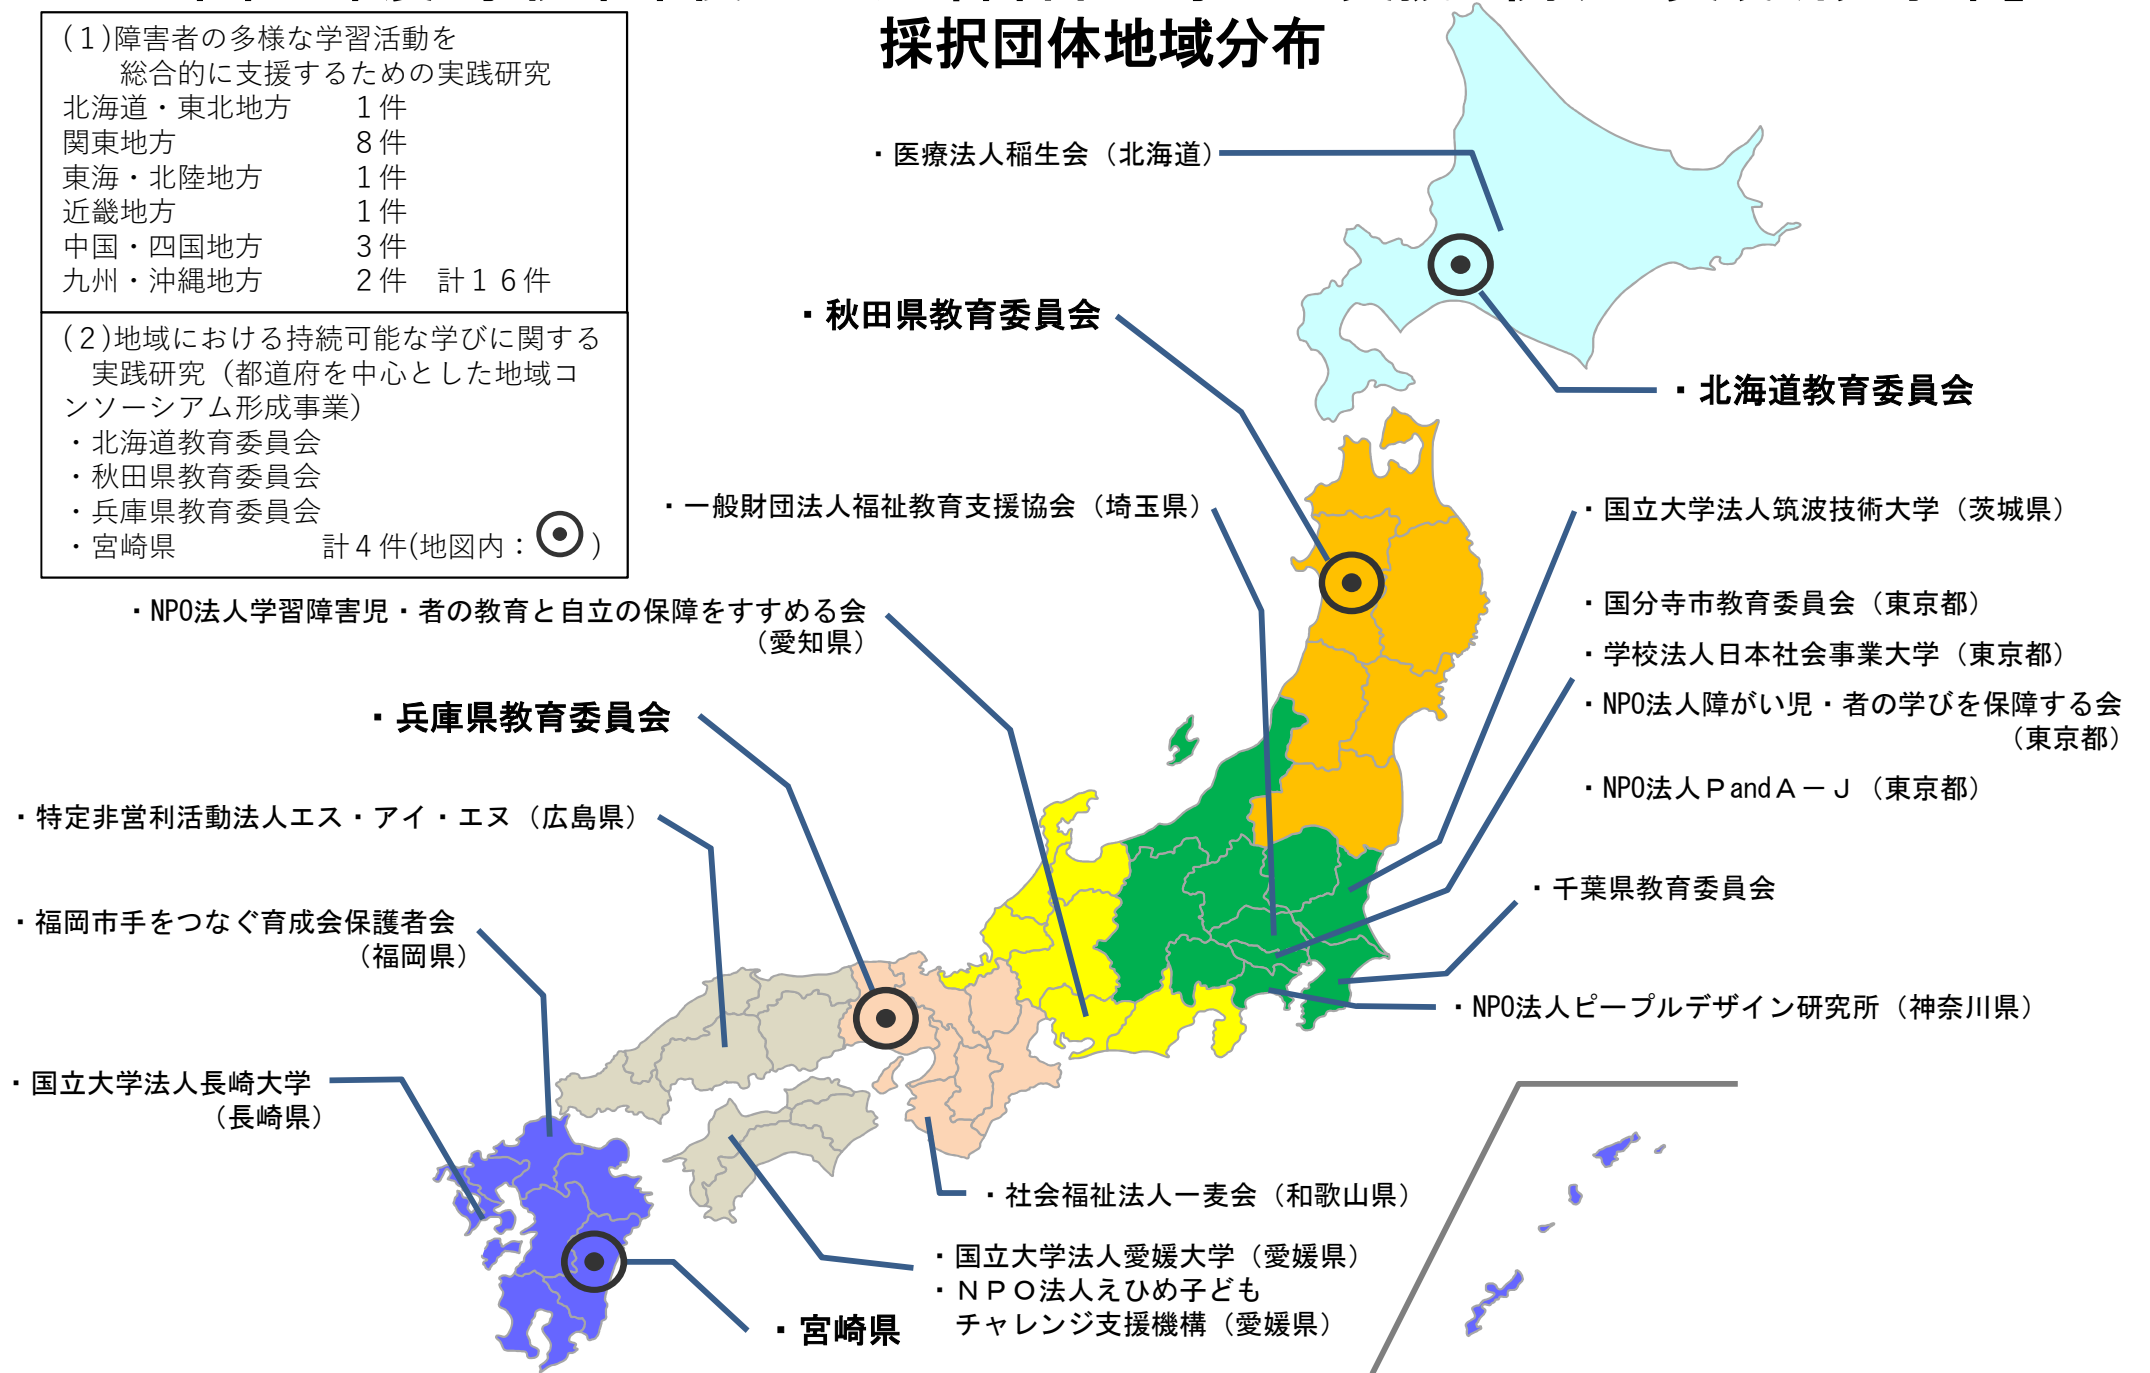 採択団体地域分布
(１)障害者の多様な学習活動を
総合的に支援するための実践研究
北海道・東北地方　１件
関東地方　８件
東海・北陸地方　１件
近畿地方　１件
中国・四国地方　３件
九州・沖縄地方　２件　計１６件
(２)地域における持続可能な学びに関する
実践研究（都道府を中心とした地域コ
ンソーシアム形成事業）
・北海道教育委員会
・秋田県教育委員会
・兵庫県教育委員会
・宮崎県　計４件(地図内：　)
・医療法人稲生会（北海道）
・秋田県教育委員会
・北海道教育委員会
・一般財団法人福祉教育支援協会（埼玉県）
・国立大学法人筑波技術大学（茨城県）
・国分寺市教育委員会（東京都）
・学校法人日本社会事業大学（東京都）
・NPO法人障がい児・者の学びを保障する会
（東京都）
・NPO法人ＰandＡ－Ｊ（東京都）
・NPO法人学習障害児・者の教育と自立の保障をすすめる会
（愛知県）
・兵庫県教育委員会
・特定非営利活動法人エス・アイ・エヌ（広島県）
・千葉県教育委員会
・福岡市手をつなぐ育成会保護者会
（福岡県）
・NPO法人ピープルデザイン研究所（神奈川県）
・国立大学法人長崎大学
（長崎県）
・社会福祉法人一麦会（和歌山県）
・国立大学法人愛媛大学（愛媛県）
・ＮＰＯ法人えひめ子ども
チャレンジ支援機構（愛媛県）
・宮崎県